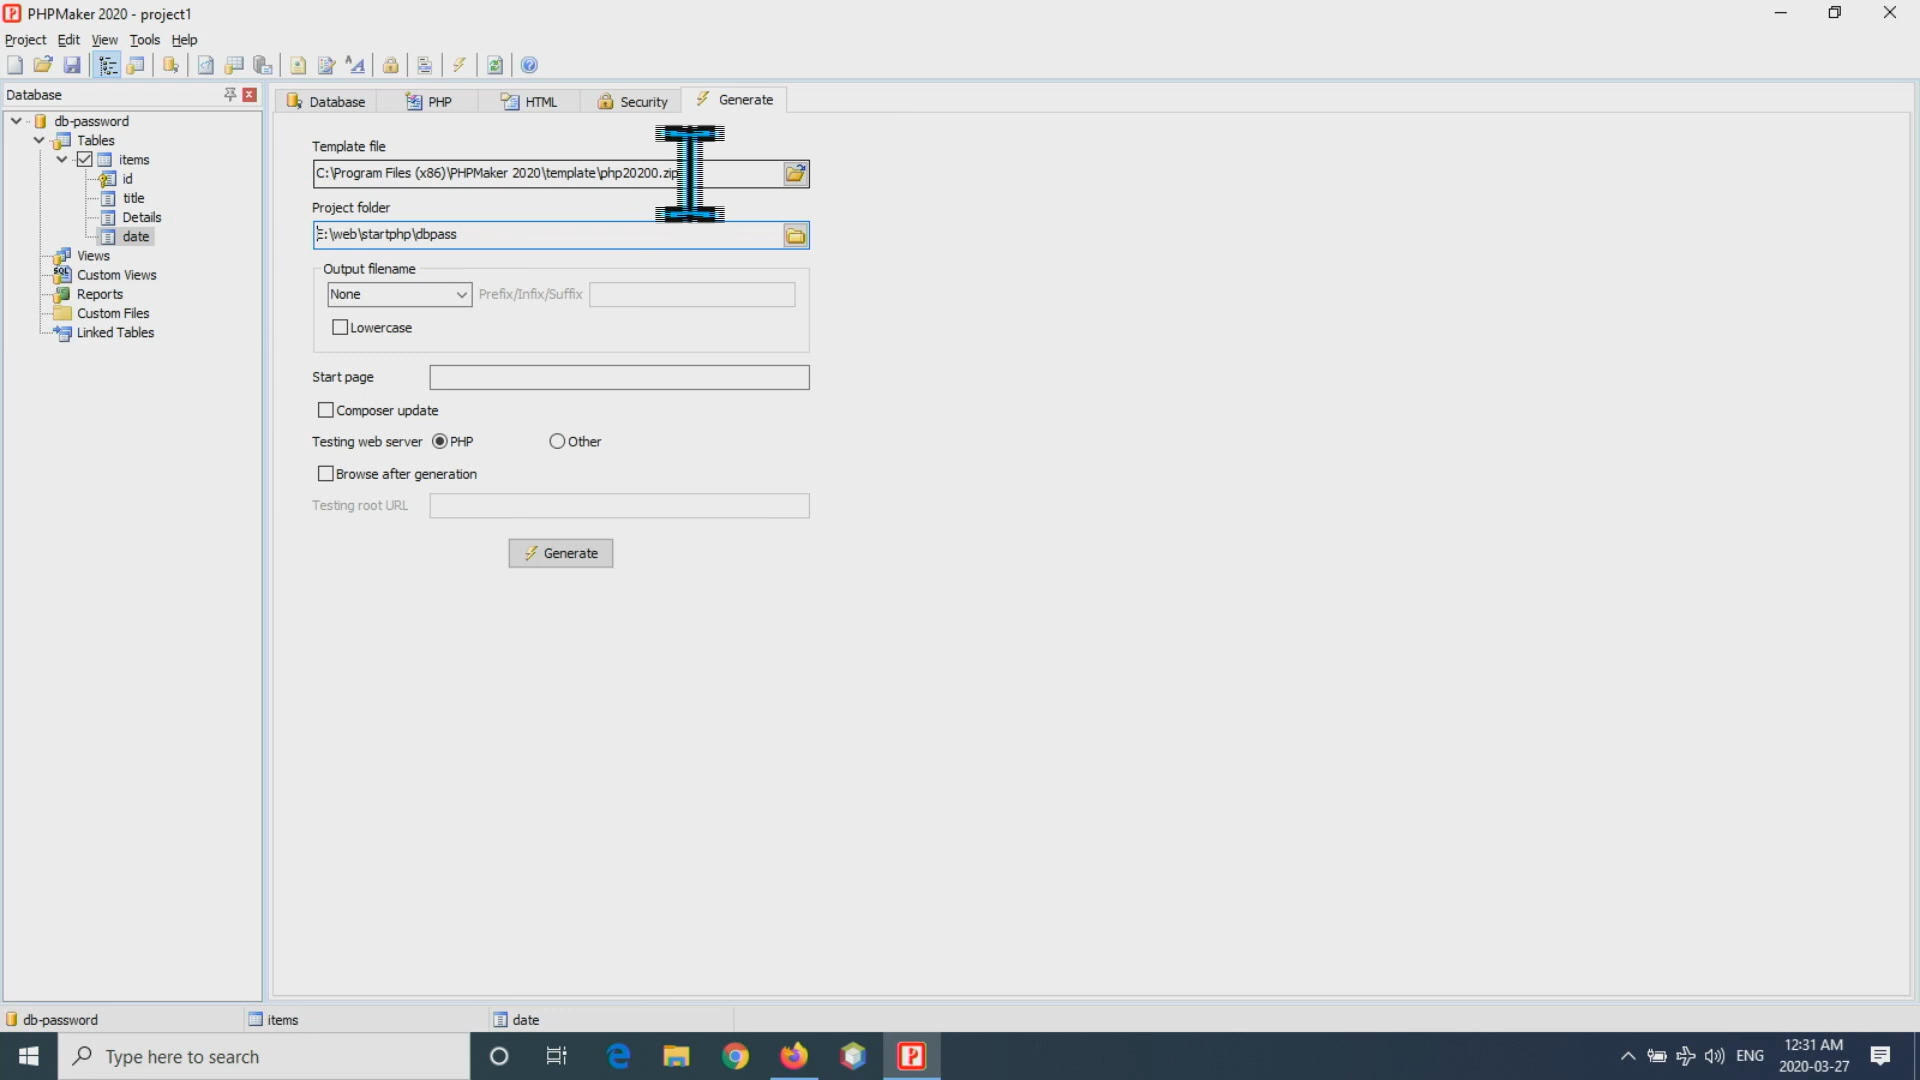 PHPMaker 2020 - project1
Project Edit View Tools Help
Database
db-password
Tables
items
id
title
Details
date
Views
SQL
Custom Views
Reports
Custom Files
Linked Tables
Database PHP HTML Security Generate
Template file
C:\Program Files (x86)\PHPMaker 2020\template\php20200.zip
Project folder
E:\web\startphp\dbpass
Output filename
None Prefix/Infix/Suffix
Lowercase
Start page
Composer update
Testing web server PHP Other
Browse after generation
Testing root URL
Generate
db-password items date
Type here to search
ENG
12:31 AM
2020-03-27